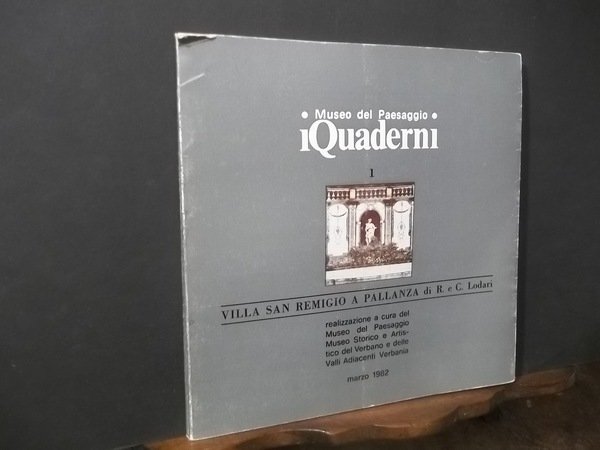 • Museo del Paesaggio •
iQuaderni
1
VILLA SAN REMIGIO A PALLANZA di R. e C. Lodari
realizzazione a cura del
Museo del Paesaggio
Museo Storico e Artis-
tico del Verbano e delle
Valli Adiacenti Verbania
marzo 1982